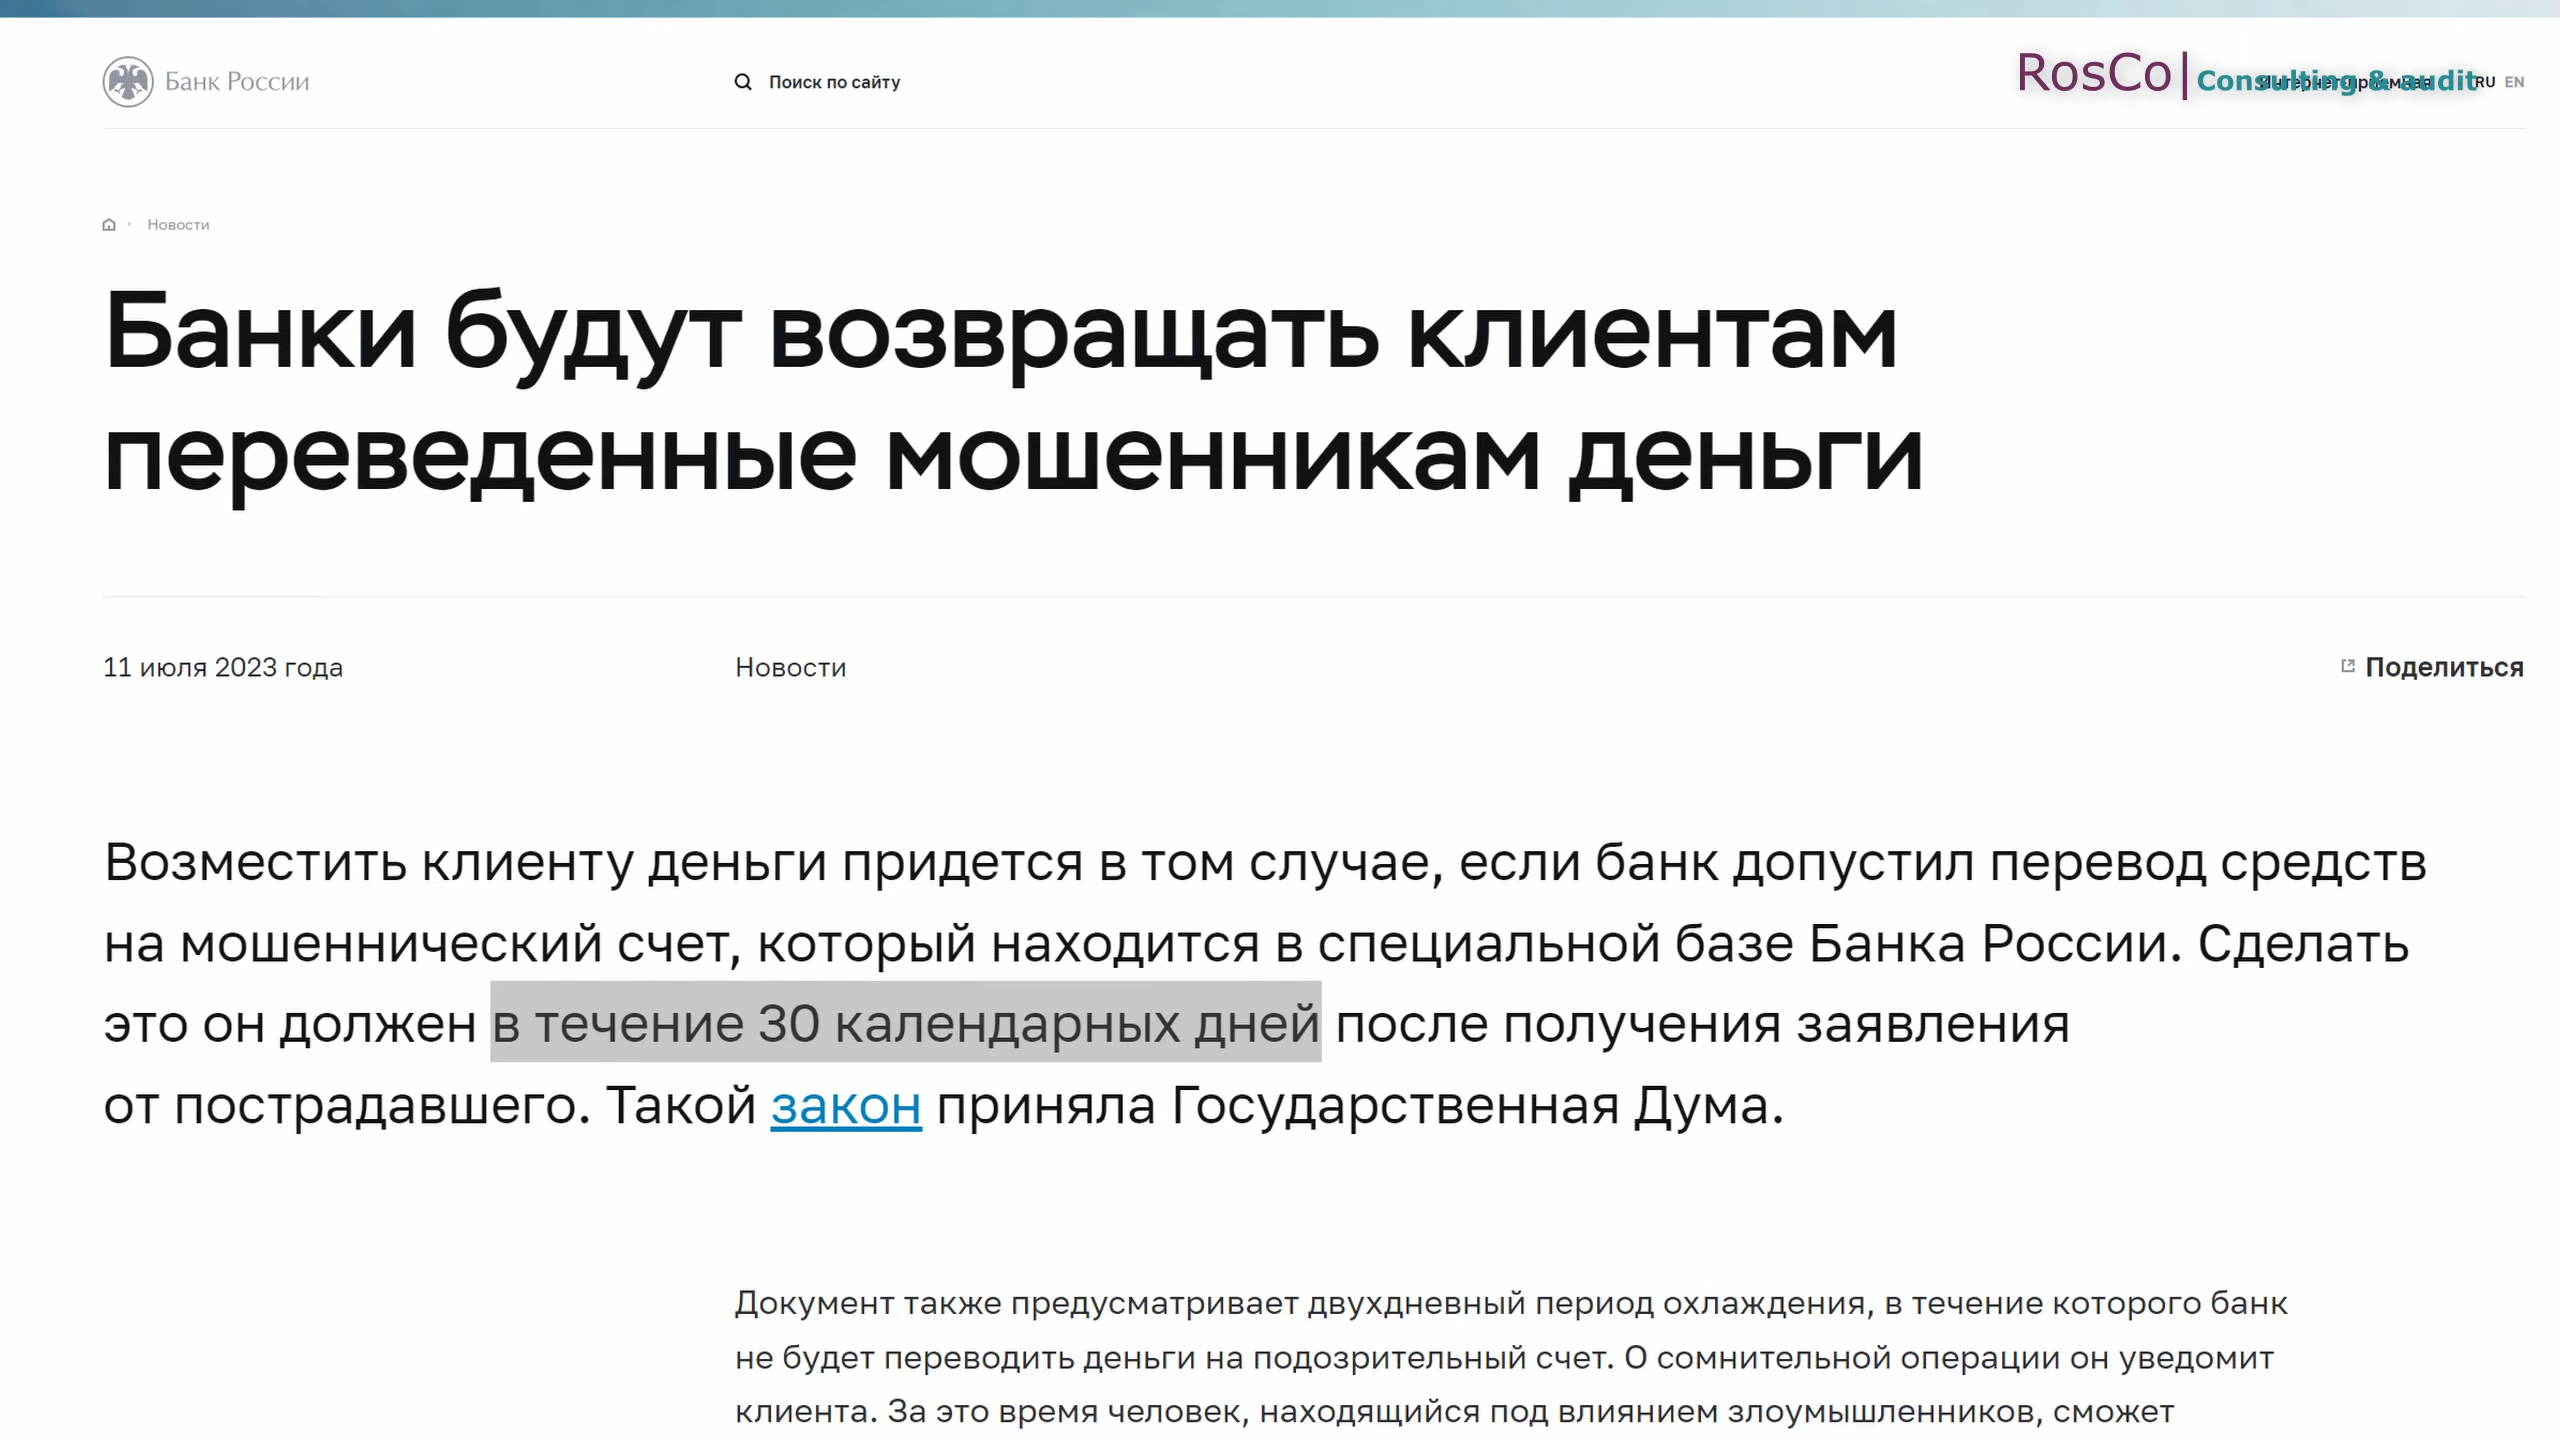 Банк России
Поиск по сайту
RosCo| Consulting & audit
RU EN
Новости
Банки будут возвращать клиентам
переведенные мошенникам деньги
11 июля 2023 года
Новости
Поделиться
Возместить клиенту деньги придется в том случае, если банк допустил перевод средств
на мошеннический счет, который находится в специальной базе Банка России. Сделать
это он должен в течение 30 календарных дней после получения заявления
от пострадавшего. Такой закон приняла Государственная Дума.
Документ также предусматривает двухдневный период охлаждения, в течение которого банк
не будет переводить деньги на подозрительный счет. О сомнительной операции он уведомит
клиента. За это время человек, находящийся под влиянием злоумышленников, сможет